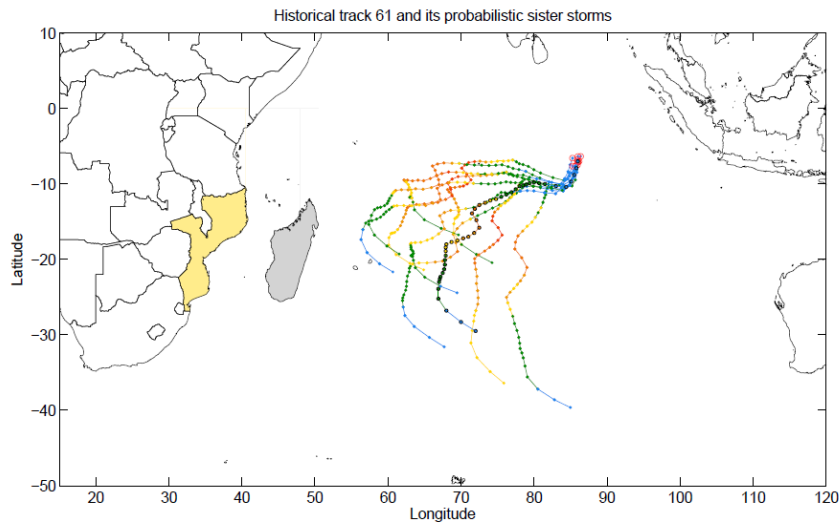 Historical track 61 and its probabilistic sister storms
10
0
−10
−20
−30
−40
−50
Latitude
20 30 40 50 60 70 80 90 100 110 120
Longitude